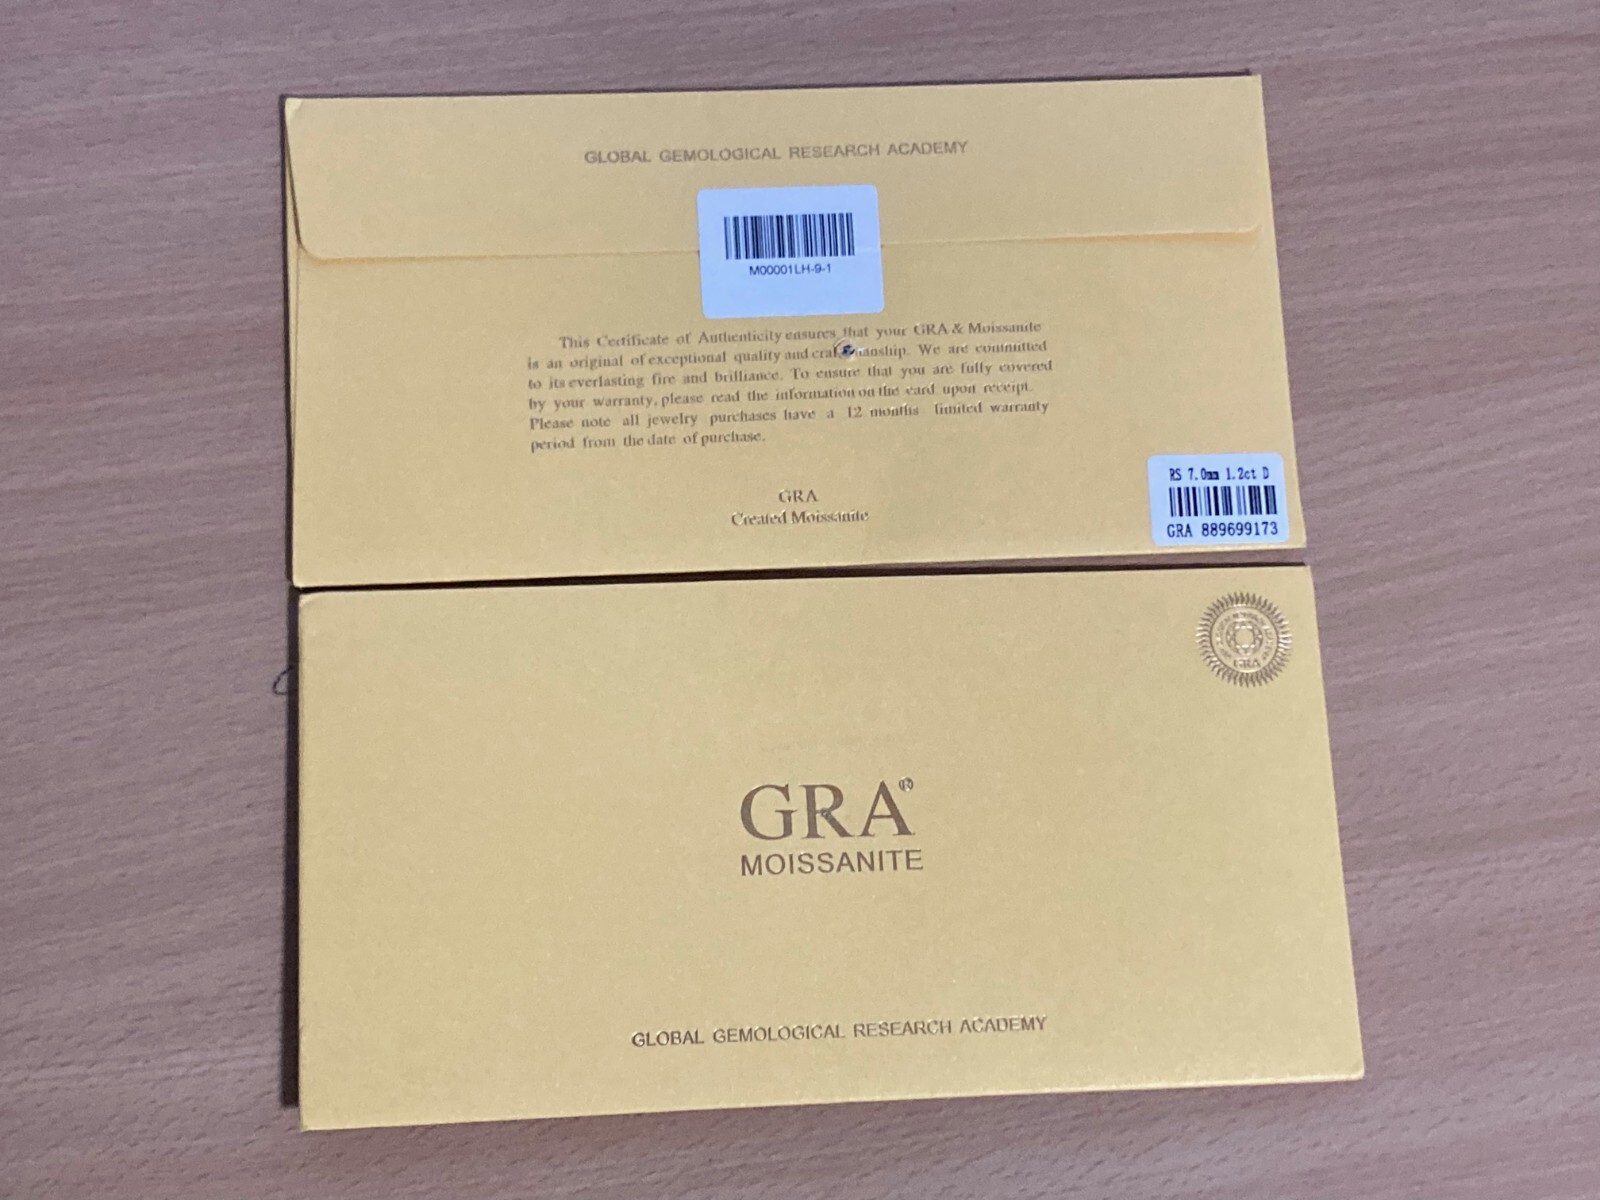 GLOBAL GEMOLOGICAL RESEARCH ACADEMY
M00001LH-9-1
This Certificate of Authenticity ensures that your GRA & Moissanite
is an original of exceptional quality and craftsmanship. We are committed
to its everlasting fire and brilliance. To ensure that you are fully covered
by your warranty, please read the information on the card upon receipt.
Please note all jewelry purchases have a 12 months limited warranty
period from the date of purchase.
GRA
Created Moissanite
RS 7.0mm 1.2ct D
GRA 889699173
GRA
GRA®
MOISSANITE
GLOBAL GEMOLOGICAL RESEARCH ACADEMY